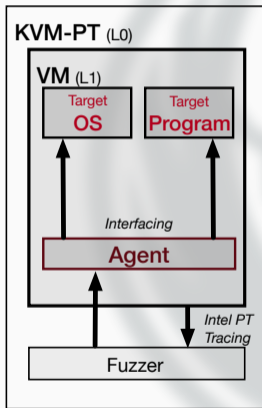 KVM-PT (L0)
VM (L1)
Target
OS
Target
Program
Interfacing
Agent
Intel PT
Tracing
Fuzzer